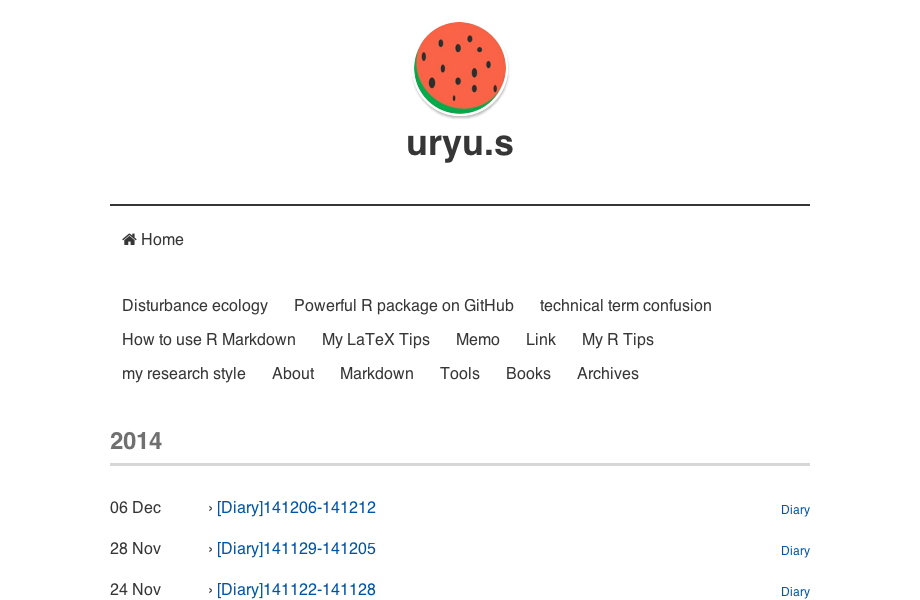 uryu.s
Home
Disturbance ecology Powerful R package on GitHub technical term confusion
How to use R Markdown My LaTeX Tips Memo Link My R Tips
my research style About Markdown Tools Books Archives
2014
06 Dec › [Diary]141206-141212 Diary
28 Nov › [Diary]141129-141205 Diary
24 Nov › [Diary]141122-141128 Diary